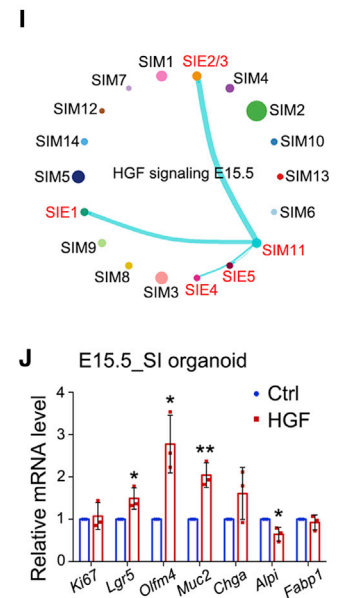 I
SIM1
SIE2/3
SIM7
SIM4
SIM12
SIM2
SIM14
SIM10
SIM5
HGF signaling E15.5
SIM13
SIE1
SIM6
SIM9
SIM11
SIM8
SIE5
SIM3
SIE4
J
E15.5_SI organoid
Relative mRNA level
4
3
2
1
0
Ctrl
HGF
*
*
**
*
Ki67
Lgr5
Olfm4
Muc2
Chga
Alpi
Fabp1